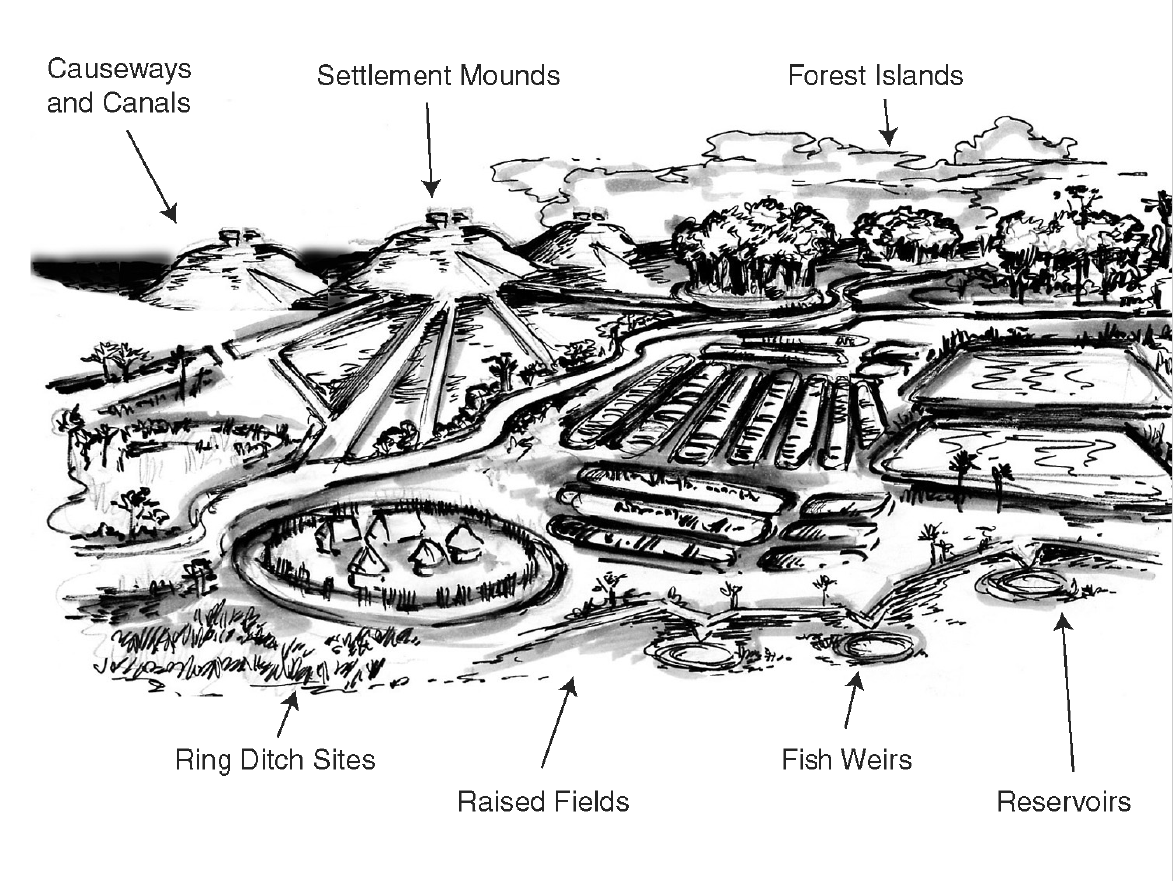 Causeways
and Canals
Settlement Mounds
Forest Islands
Ring Ditch Sites
Fish Weirs
Raised Fields
Reservoirs